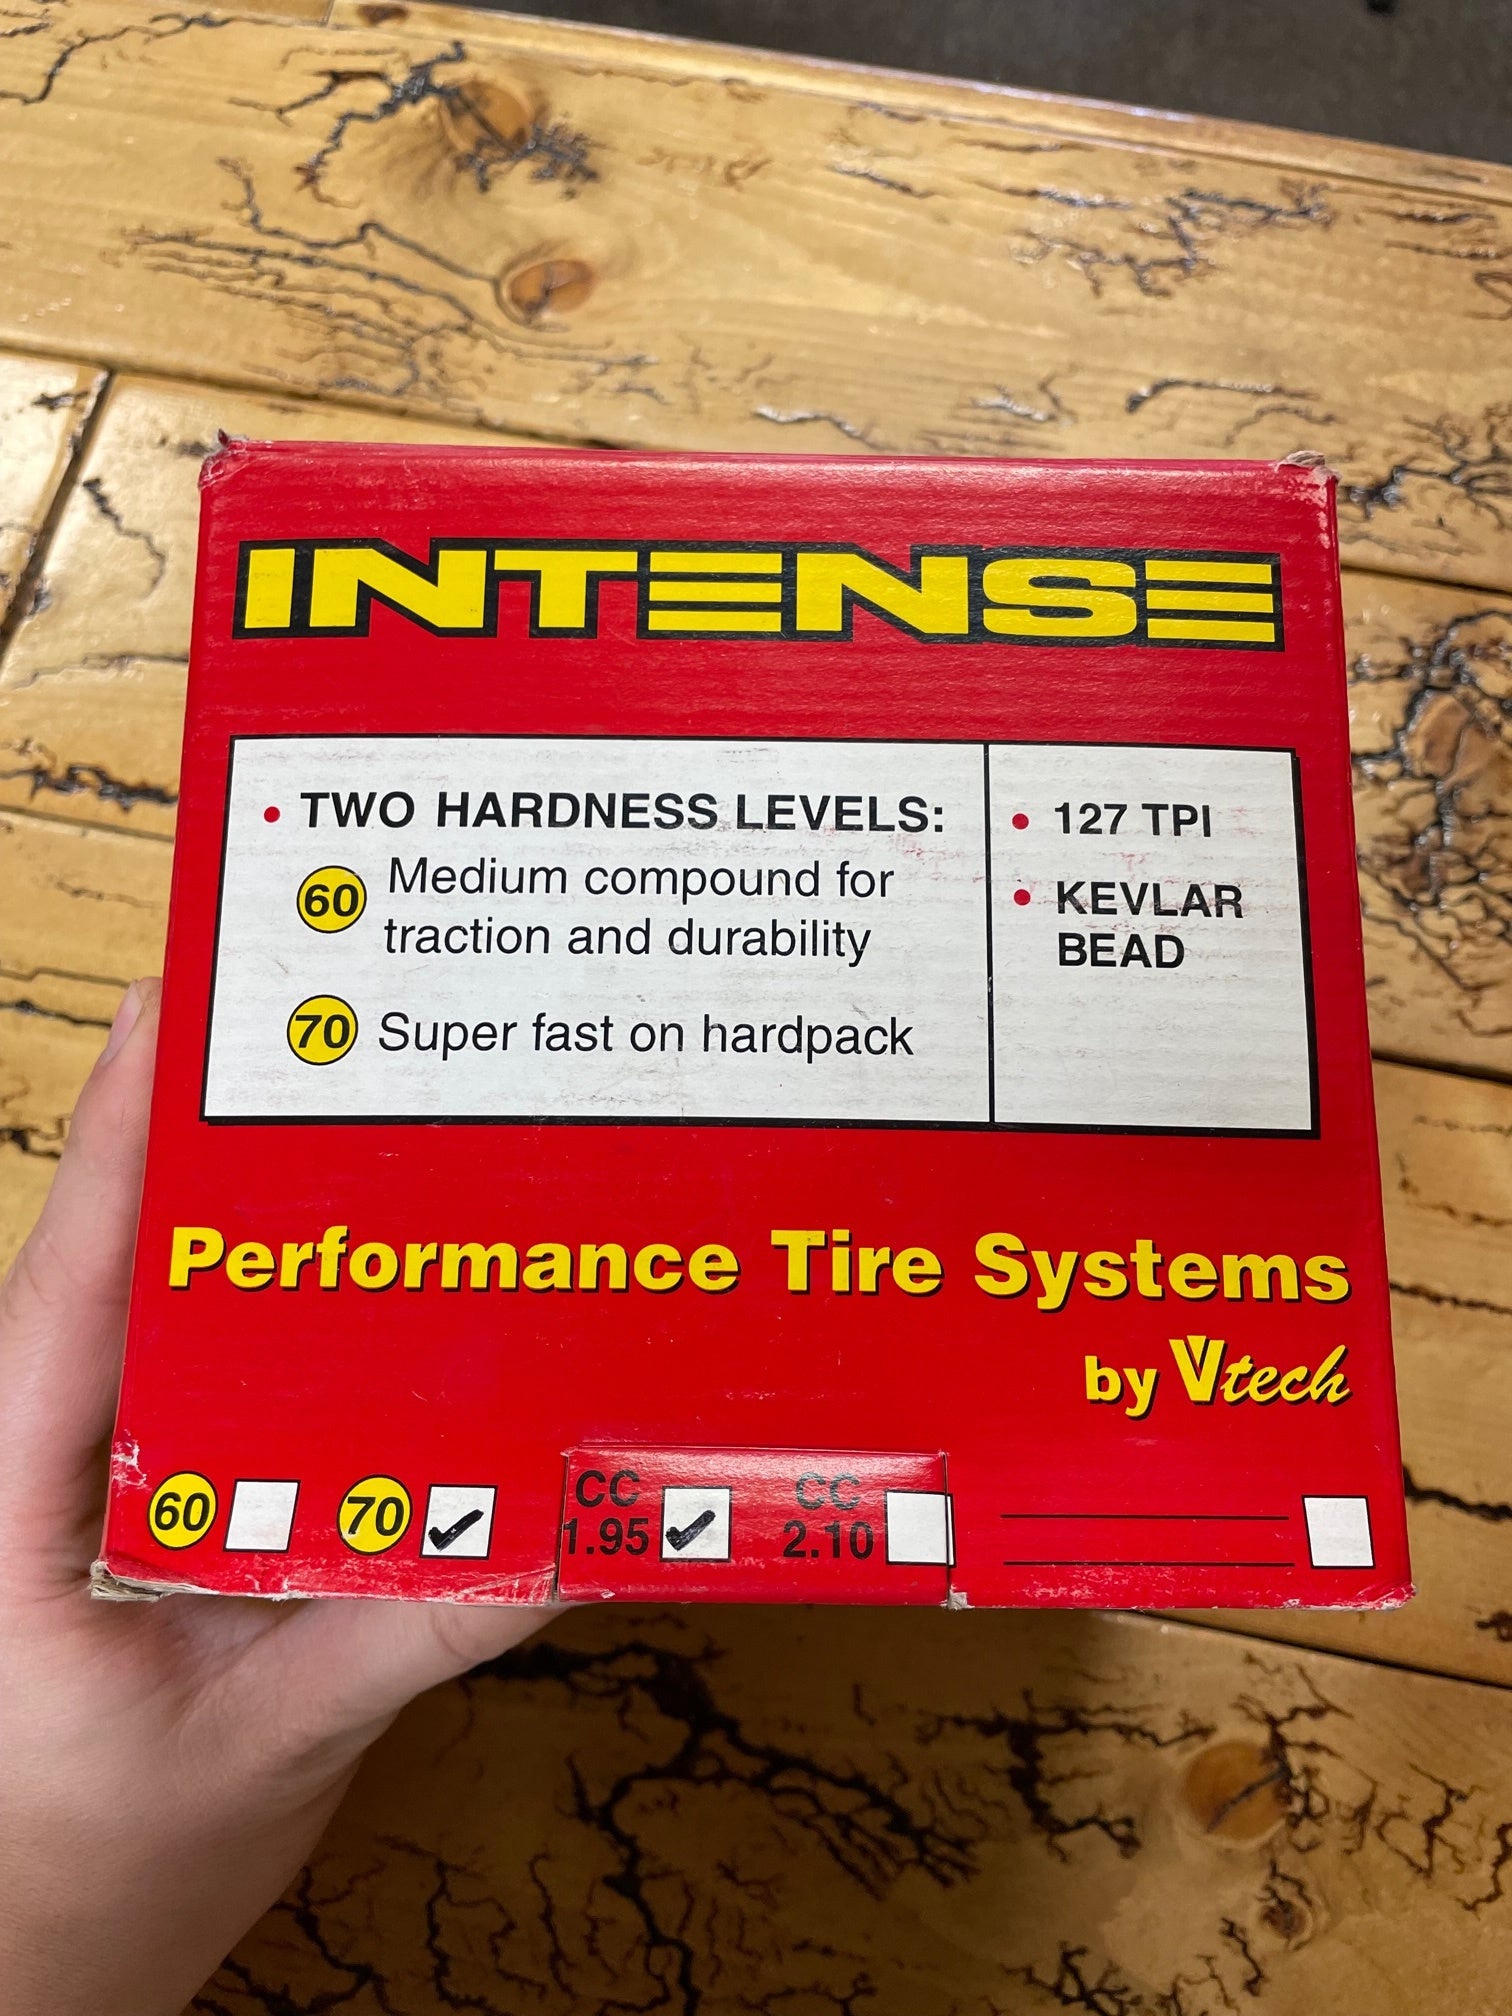 INTENSE
• TWO HARDNESS LEVELS:
60 Medium compound for
traction and durability
70 Super fast on hardpack
• 127 TPI
• KEVLAR
BEAD
Performance Tire Systems
by Vtech
60 70 ✓
CC
1.95 ✓
CC
2.10